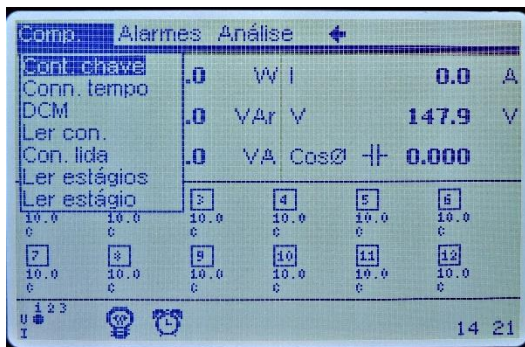 Comp. Alarmes Análise
Cont. chave
Conn. tempo
DCM
Ler con.
Con. lida
Ler estágios
Ler estágio
.0 W I 0.0 A
.0 VAr V 147.9 V
.0 VA CosØ 0.000
3 4 5 6
10.0 10.0 10.0 10.0 10.0 10.0
C C C C C C
7 8 9 10 11 12
10.0 10.0 10.0 10.0 10.0 10.0
C C C C C C
1 2 3
U
I
14 21